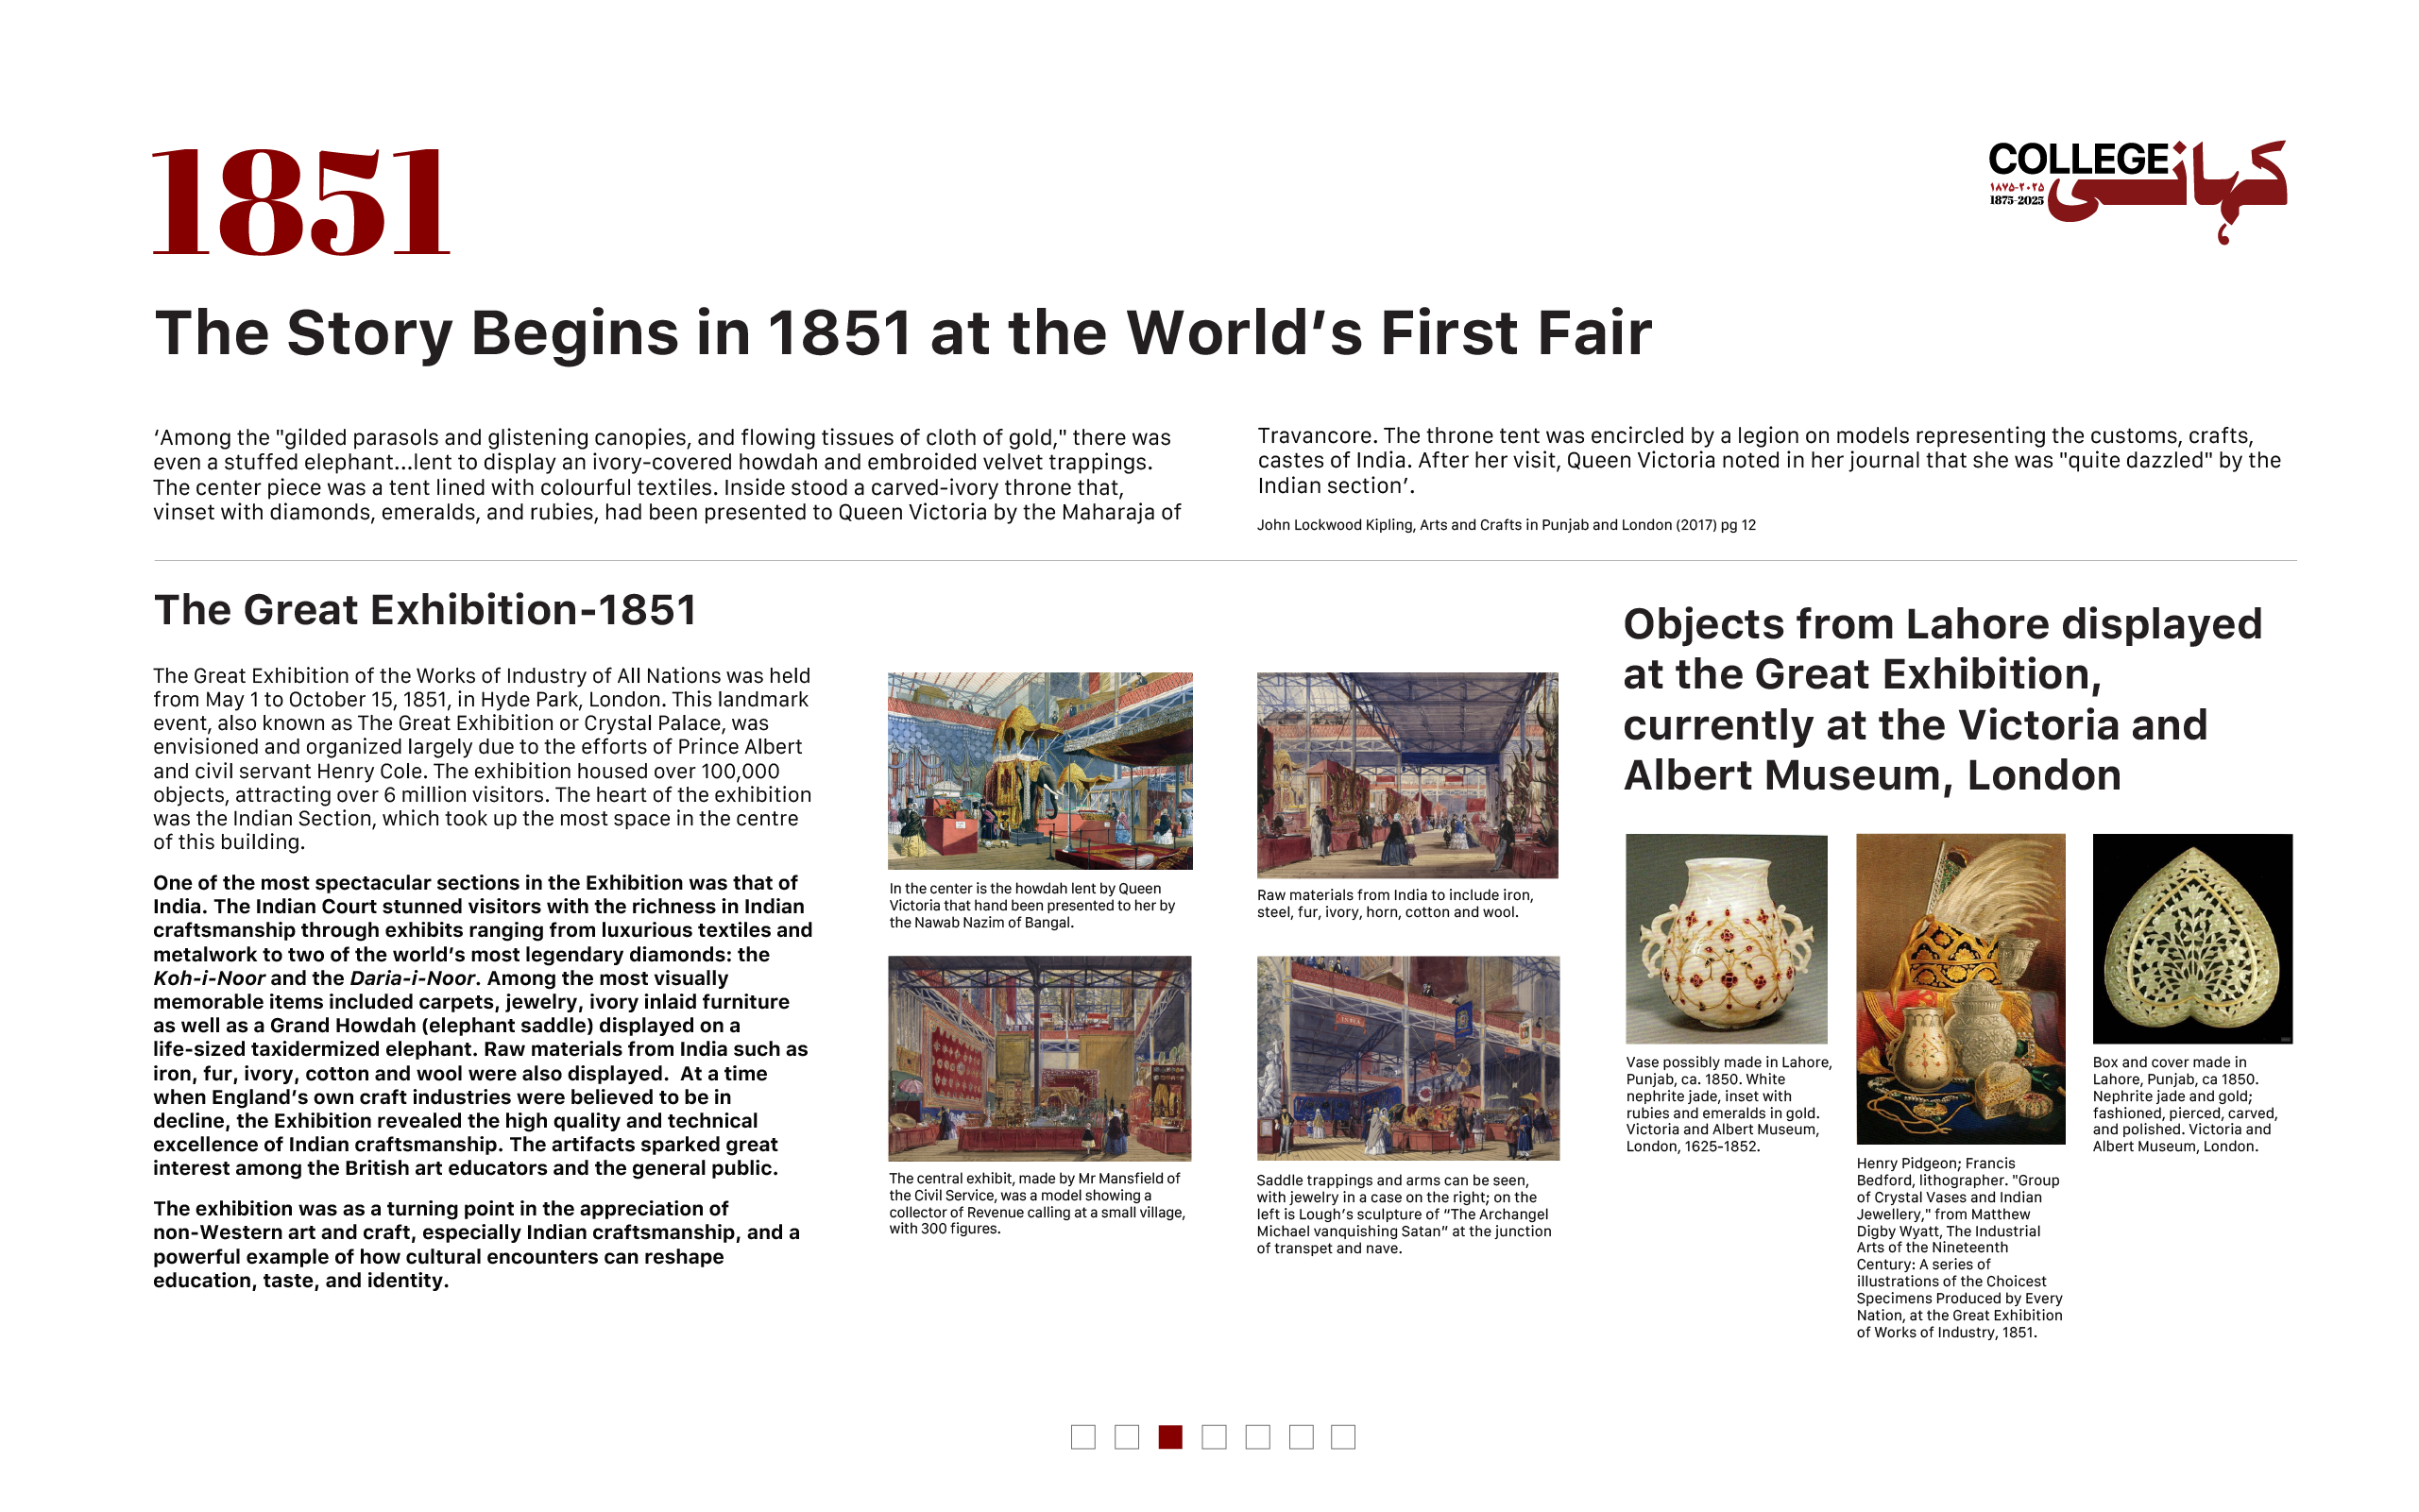 1851
COLLEGE کہانی
۱۸۷۵-۲۰۲۵
1875-2025
The Story Begins in 1851 at the World’s First Fair
‘Among the "gilded parasols and glistening canopies, and flowing tissues of cloth of gold," there was
even a stuffed elephant...lent to display an ivory-covered howdah and embroided velvet trappings.
The center piece was a tent lined with colourful textiles. Inside stood a carved-ivory throne that,
vinset with diamonds, emeralds, and rubies, had been presented to Queen Victoria by the Maharaja of
Travancore. The throne tent was encircled by a legion on models representing the customs, crafts,
castes of India. After her visit, Queen Victoria noted in her journal that she was "quite dazzled" by the
Indian section’.
John Lockwood Kipling, Arts and Crafts in Punjab and London (2017) pg 12
The Great Exhibition-1851
The Great Exhibition of the Works of Industry of All Nations was held
from May 1 to October 15, 1851, in Hyde Park, London. This landmark
event, also known as The Great Exhibition or Crystal Palace, was
envisioned and organized largely due to the efforts of Prince Albert
and civil servant Henry Cole. The exhibition housed over 100,000
objects, attracting over 6 million visitors. The heart of the exhibition
was the Indian Section, which took up the most space in the centre
of this building.
One of the most spectacular sections in the Exhibition was that of
India. The Indian Court stunned visitors with the richness in Indian
craftsmanship through exhibits ranging from luxurious textiles and
metalwork to two of the world’s most legendary diamonds: the
Koh-i-Noor and the Daria-i-Noor. Among the most visually
memorable items included carpets, jewelry, ivory inlaid furniture
as well as a Grand Howdah (elephant saddle) displayed on a
life-sized taxidermized elephant. Raw materials from India such as
iron, fur, ivory, cotton and wool were also displayed. At a time
when England’s own craft industries were believed to be in
decline, the Exhibition revealed the high quality and technical
excellence of Indian craftsmanship. The artifacts sparked great
interest among the British art educators and the general public.
The exhibition was as a turning point in the appreciation of
non-Western art and craft, especially Indian craftsmanship, and a
powerful example of how cultural encounters can reshape
education, taste, and identity.
In the center is the howdah lent by Queen
Victoria that hand been presented to her by
the Nawab Nazim of Bangal.
Raw materials from India to include iron,
steel, fur, ivory, horn, cotton and wool.
INDIA
The central exhibit, made by Mr Mansfield of
the Civil Service, was a model showing a
collector of Revenue calling at a small village,
with 300 figures.
Saddle trappings and arms can be seen,
with jewelry in a case on the right; on the
left is Lough’s sculpture of “The Archangel
Michael vanquishing Satan” at the junction
of transpet and nave.
Objects from Lahore displayed
at the Great Exhibition,
currently at the Victoria and
Albert Museum, London
Vase possibly made in Lahore,
Punjab, ca. 1850. White
nephrite jade, inset with
rubies and emeralds in gold.
Victoria and Albert Museum,
London, 1625-1852.
Henry Pidgeon; Francis
Bedford, lithographer. "Group
of Crystal Vases and Indian
Jewellery," from Matthew
Digby Wyatt, The Industrial
Arts of the Nineteenth
Century: A series of
illustrations of the Choicest
Specimens Produced by Every
Nation, at the Great Exhibition
of Works of Industry, 1851.
Box and cover made in
Lahore, Punjab, ca 1850.
Nephrite jade and gold;
fashioned, pierced, carved,
and polished. Victoria and
Albert Museum, London.